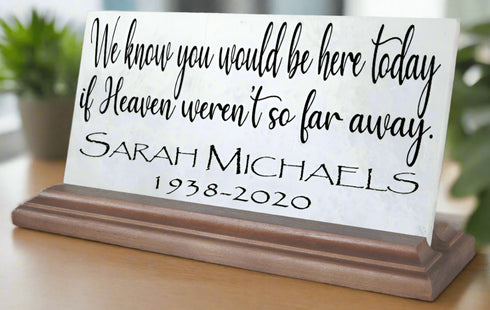 We know you would be here today
if Heaven weren't so far away.
SARAH MICHAELS
1938-2020